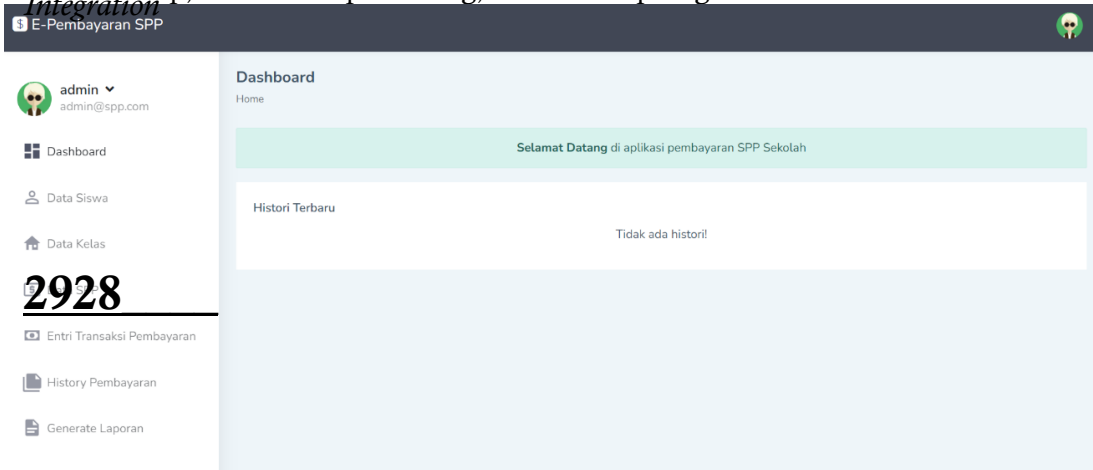 Integration
E-Pembayaran SPP
admin
admin@spp.com
Dashboard
Data Siswa
Data Kelas
2928
Entri Transaksi Pembayaran
History Pembayaran
Generate Laporan
Dashboard
Home
Selamat Datang di aplikasi pembayaran SPP Sekolah
Histori Terbaru
Tidak ada histori!